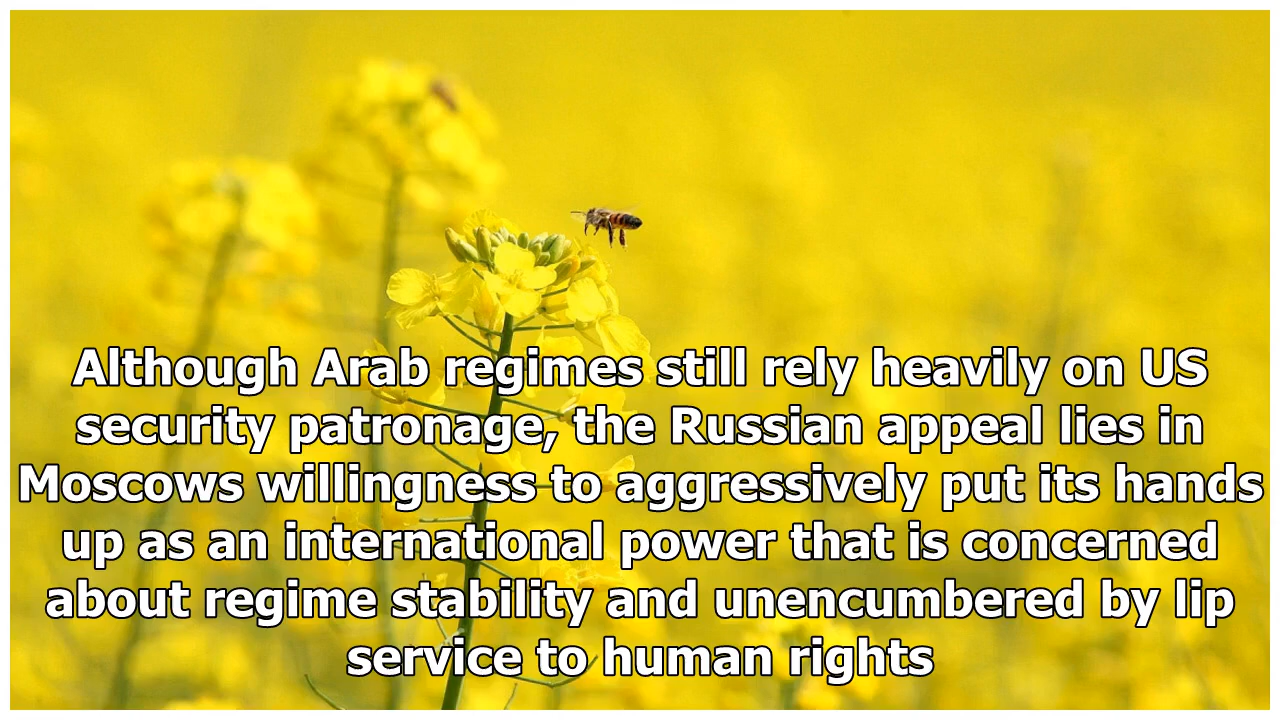 Although Arab regimes still rely heavily on US
security patronage, the Russian appeal lies in
Moscows willingness to aggressively put its hands
up as an international power that is concerned
about regime stability and unencumbered by lip
service to human rights